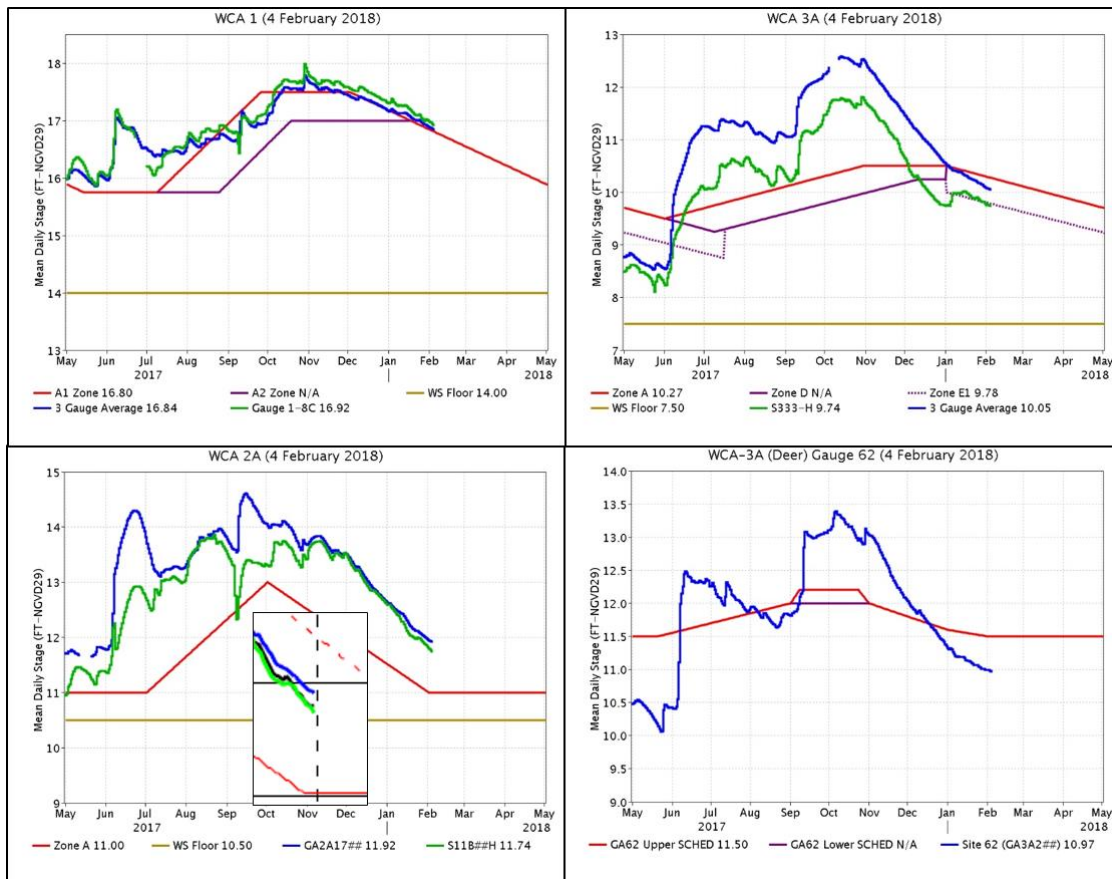 WCA 1 (4 February 2018)
Mean Daily Stage (FT-NGVD29)
18
17
16
15
14
13
May Jun Jul Aug Sep Oct Nov Dec Jan Feb Mar Apr May
2017 2018
A1 Zone 16.80 A2 Zone N/A WS Floor 14.00
3 Gauge Average 16.84 Gauge 1-8C 16.92
WCA 3A (4 February 2018)
Mean Daily Stage (FT-NGVD29)
13
12
11
10
9
8
7
May Jun Jul Aug Sep Oct Nov Dec Jan Feb Mar Apr May
2017 2018
Zone A 10.27 Zone D N/A Zone E1 9.78
WS Floor 7.50 S333-H 9.74 3 Gauge Average 10.05
WCA 2A (4 February 2018)
Mean Daily Stage (FT-NGVD29)
15
14
13
12
11
10
9
May Jun Jul Aug Sep Oct Nov Dec Jan Feb Mar Apr May
2017 2018
Zone A 11.00 WS Floor 10.50 GA2A17## 11.92 S11B##H 11.74
WCA-3A (Deer) Gauge 62 (4 February 2018)
Mean Daily Stage (FT-NGVD29)
14.0
13.5
13.0
12.5
12.0
11.5
11.0
10.5
10.0
9.5
9.0
May Jun Jul Aug Sep Oct Nov Dec Jan Feb Mar Apr May
2017 2018
GA62 Upper SCHED 11.50 GA62 Lower SCHED N/A Site 62 (GA3A2##) 10.97